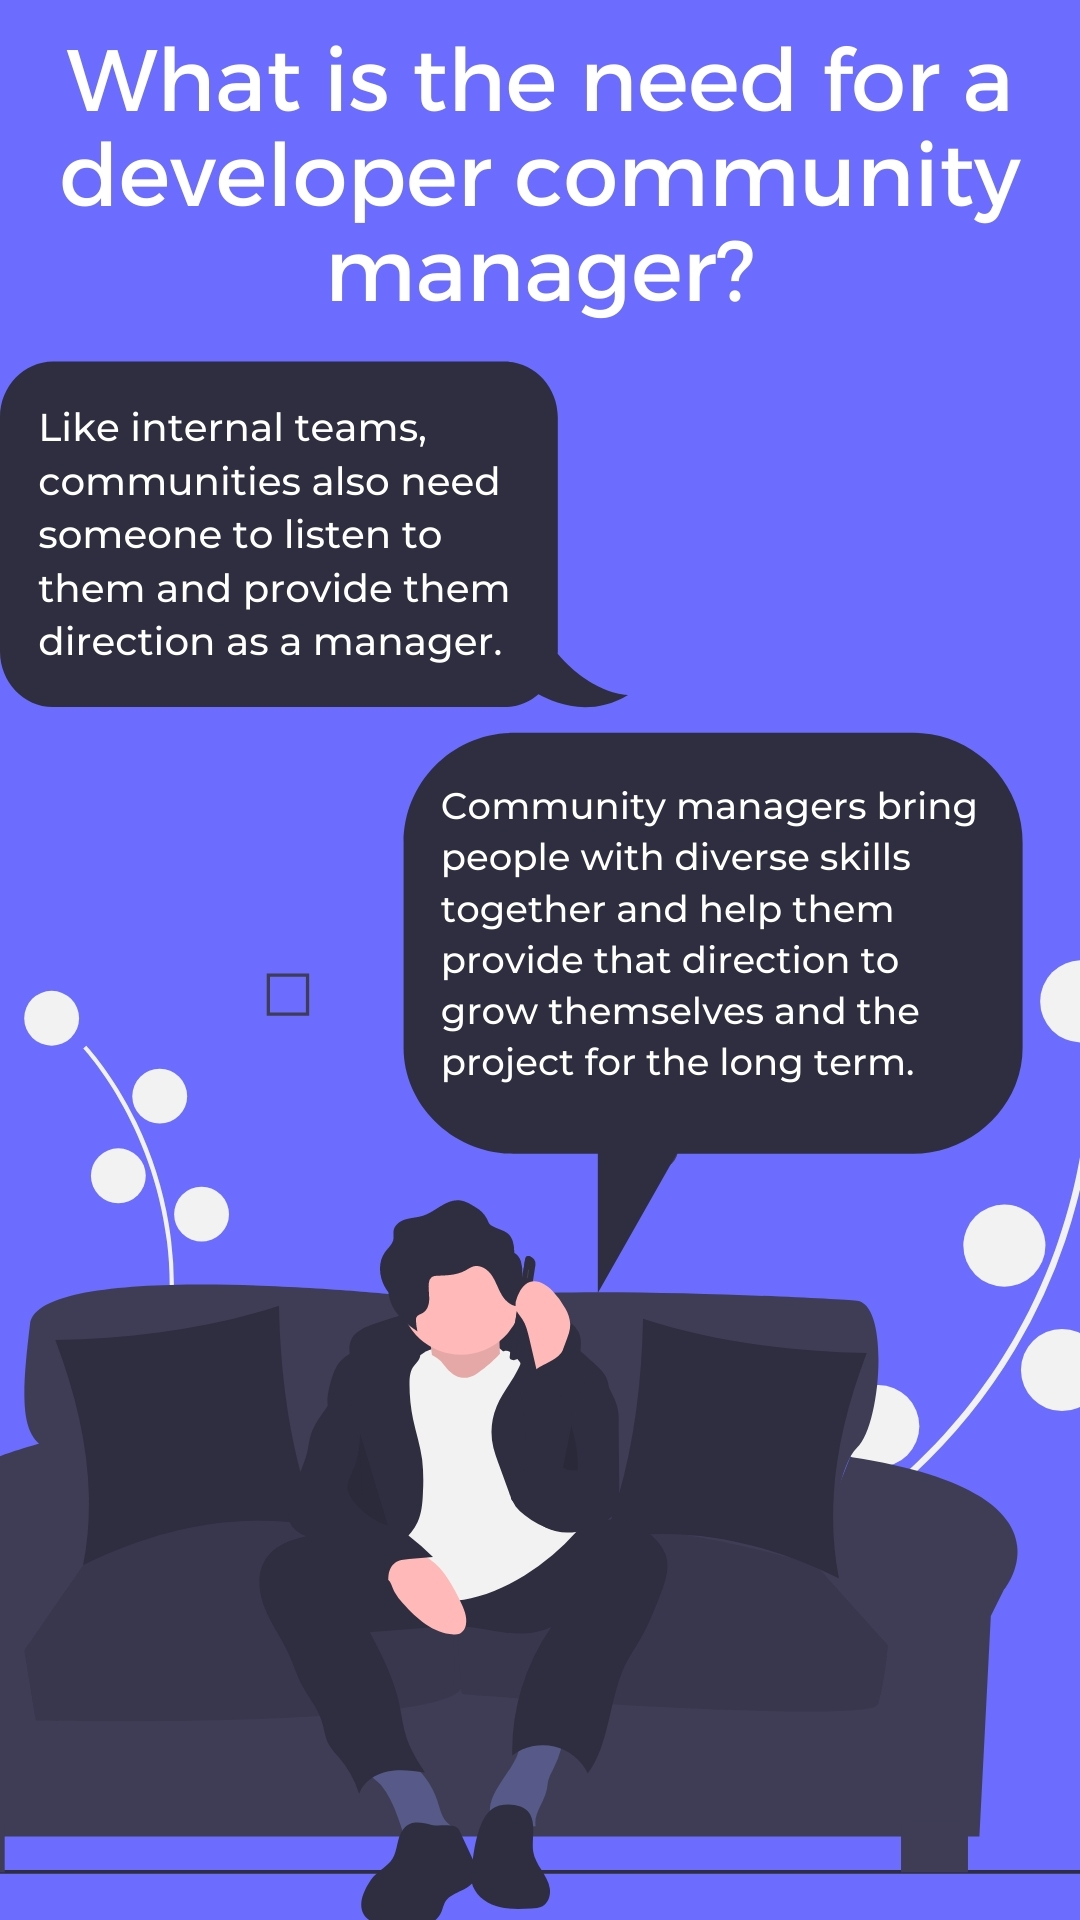 What is the need for a
developer community
manager?
Like internal teams,
communities also need
someone to listen to
them and provide them
direction as a manager.
Community managers bring
people with diverse skills
together and help them
provide that direction to
grow themselves and the
project for the long term.